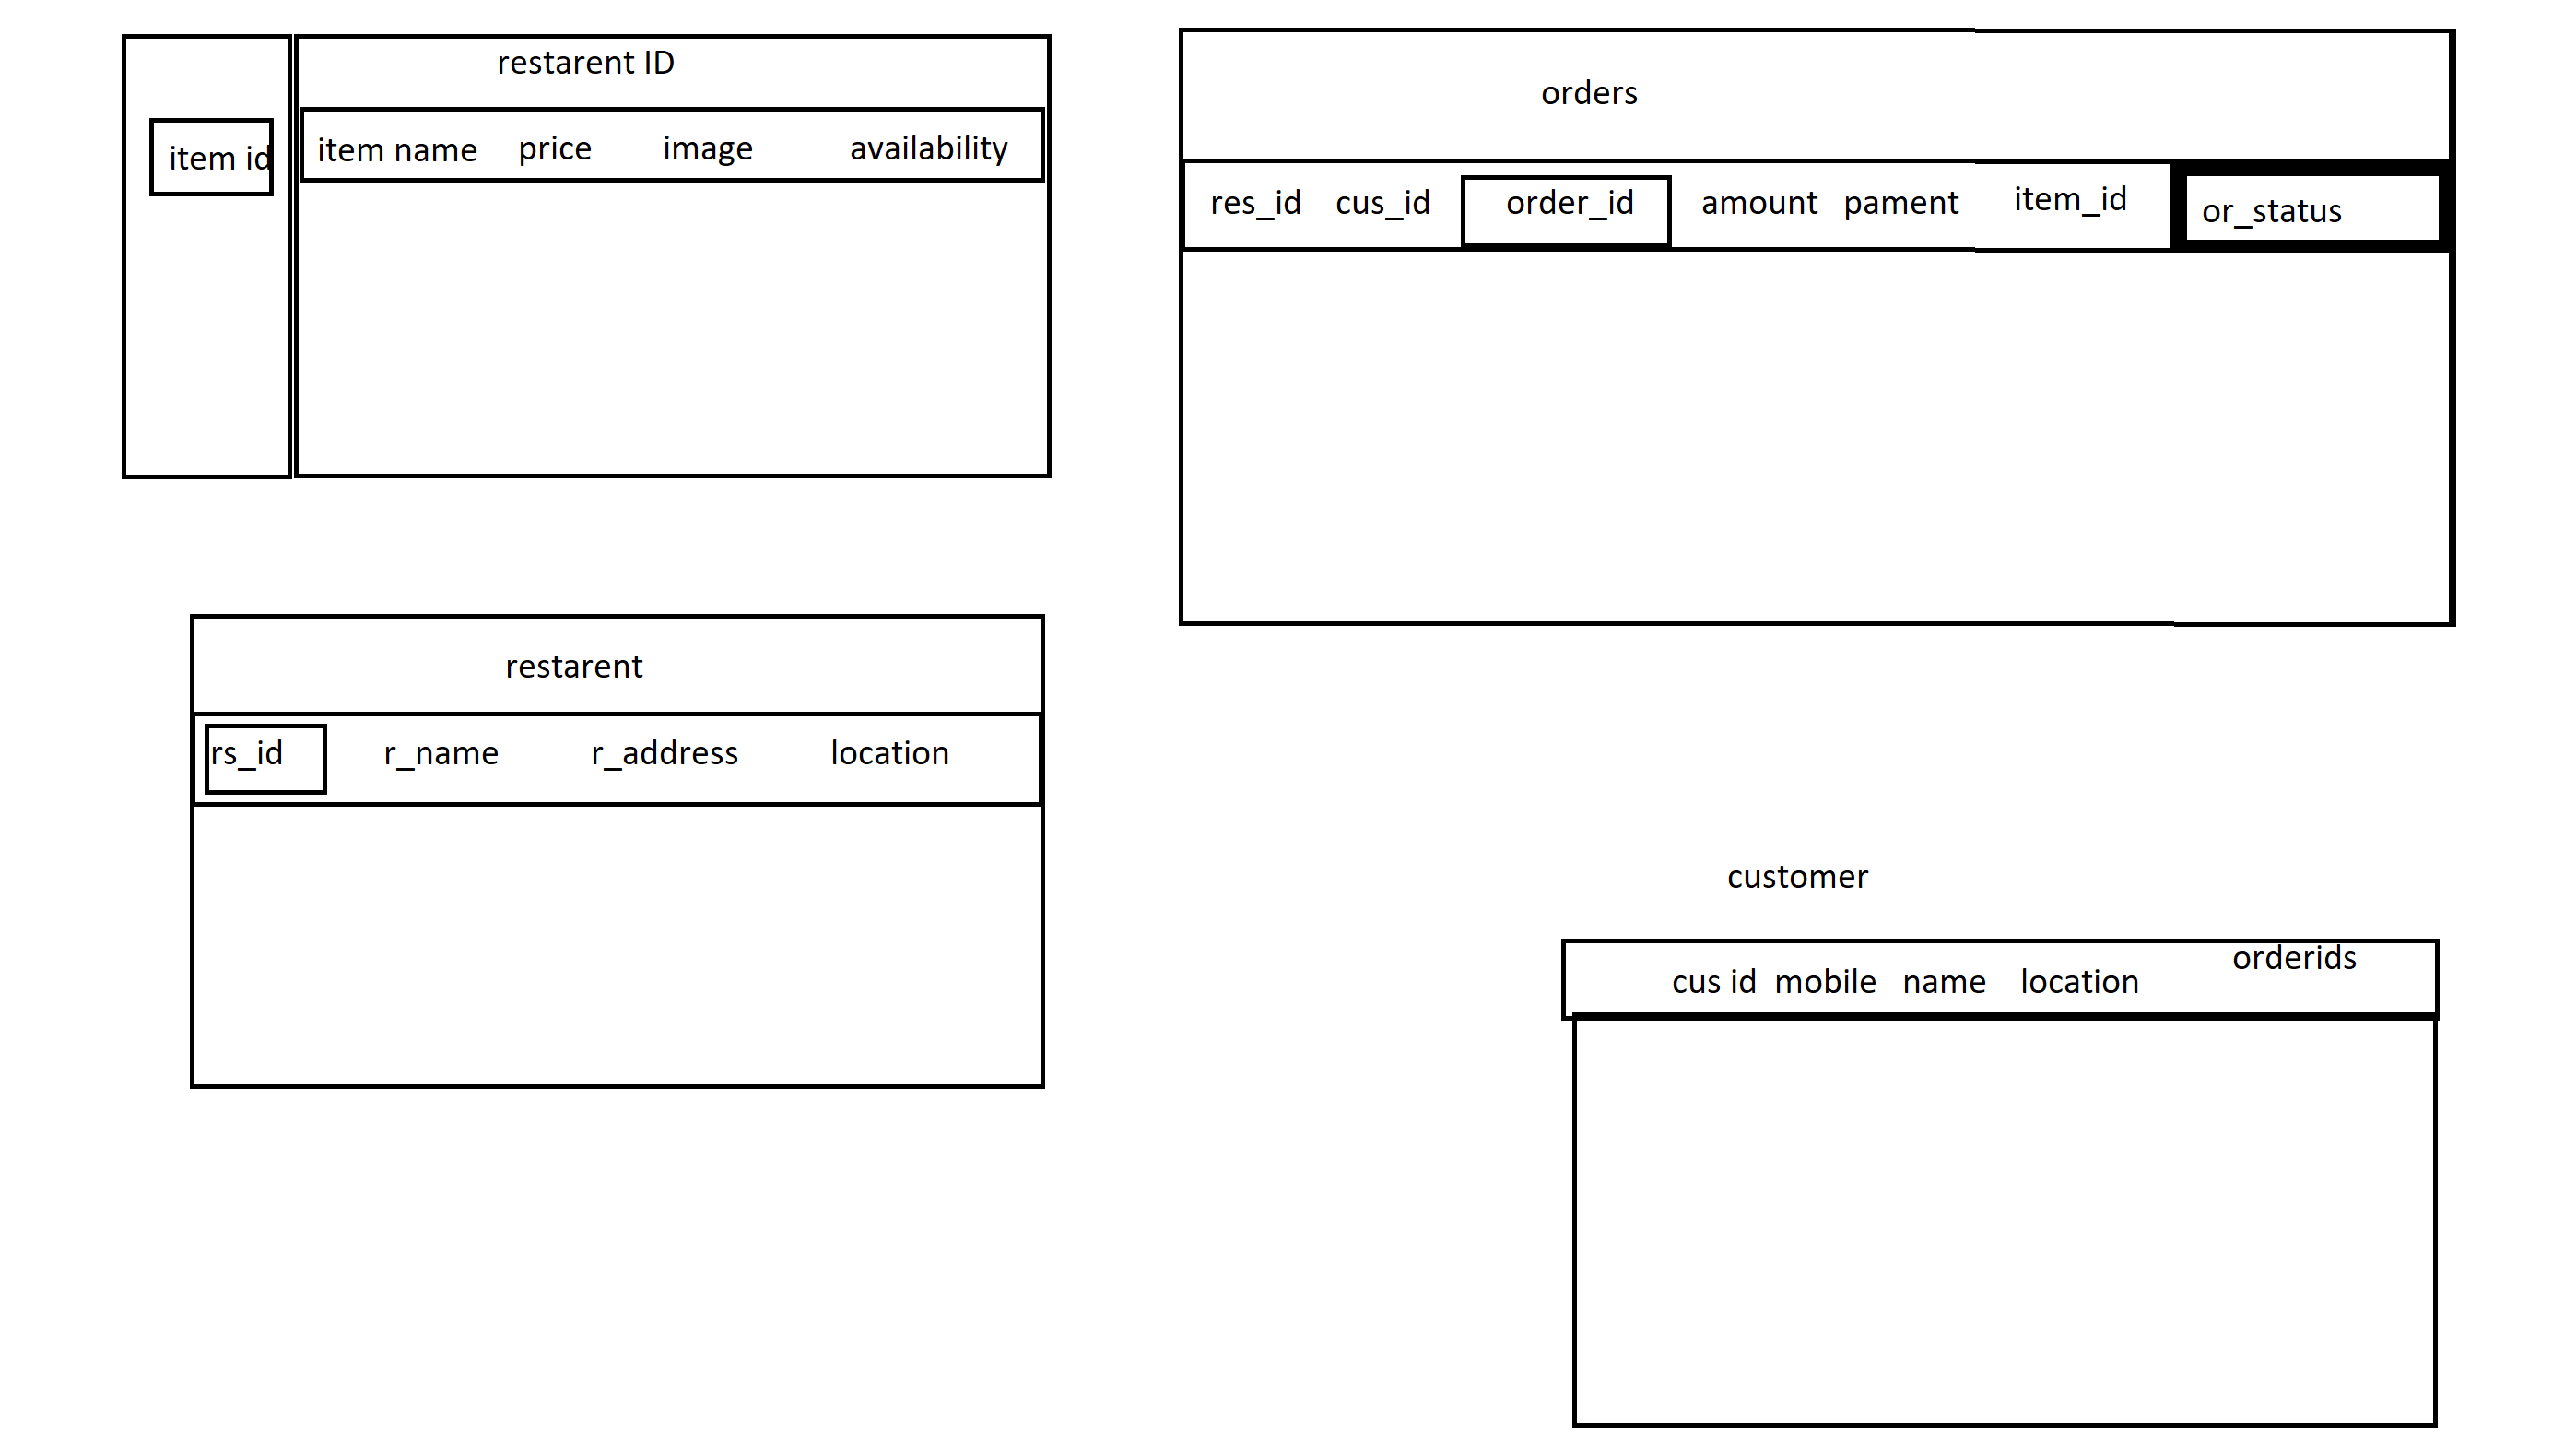 restarent ID
item id item name price image availability
orders
res_id cus_id order_id amount pament item_id or_status
restarent
rs_id r_name r_address location
customer
cus id mobile name location orderids